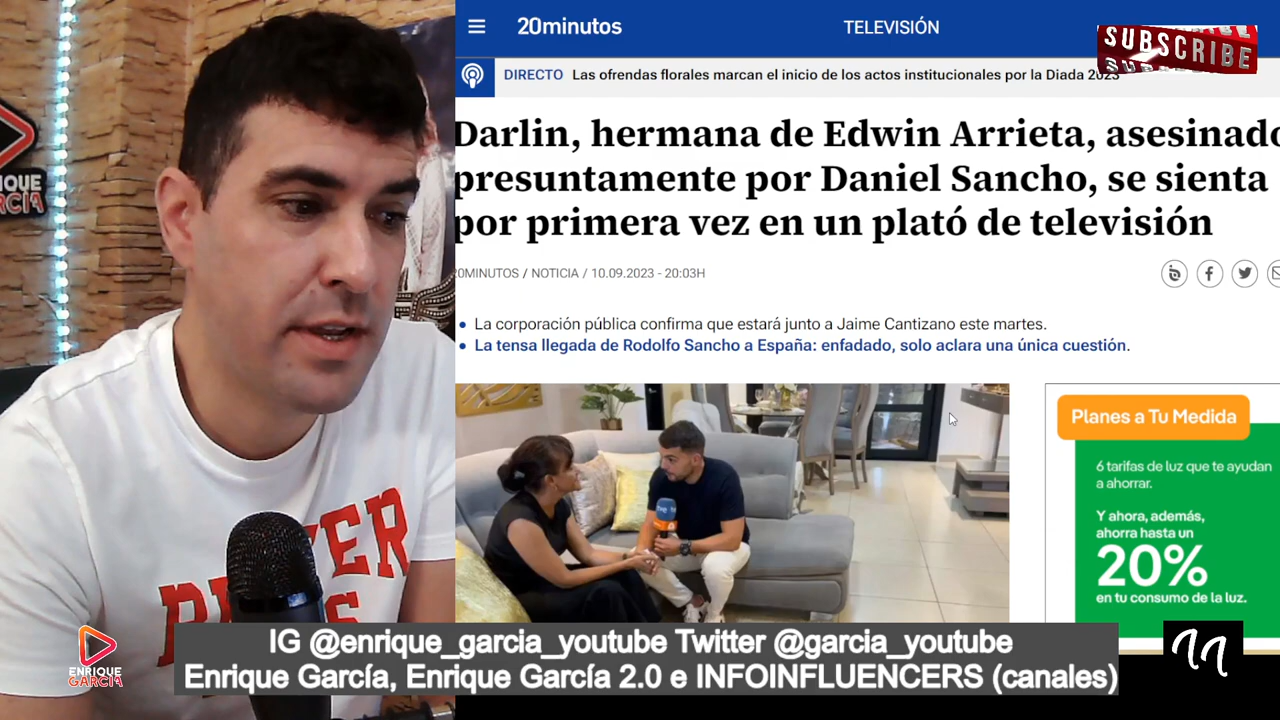 20minutos
TELEVISIÓN
SUBSCRIBE
DIRECTO Las ofrendas florales marcan el inicio de los actos institucionales por la Diada 2023
Darlin, hermana de Edwin Arrieta, asesinado
presuntamente por Daniel Sancho, se sienta
por primera vez en un plató de televisión
20MINUTOS / NOTICIA / 10.09.2023 - 20:03H
La corporación pública confirma que estará junto a Jaime Cantizano este martes.
La tensa llegada de Rodolfo Sancho a España: enfadado, solo aclara una única cuestión.
Planes a Tu Medida
6 tarifas de luz que te ayudan
a ahorrar.
Y ahora, además,
ahorra hasta un
20%
en tu consumo de la luz.
rtve
IG @enrique_garcia_youtube Twitter @garcia_youtube
Enrique García, Enrique García 2.0 e INFOINFLUENCERS (canales)
ENRIQUE
GARCÍA